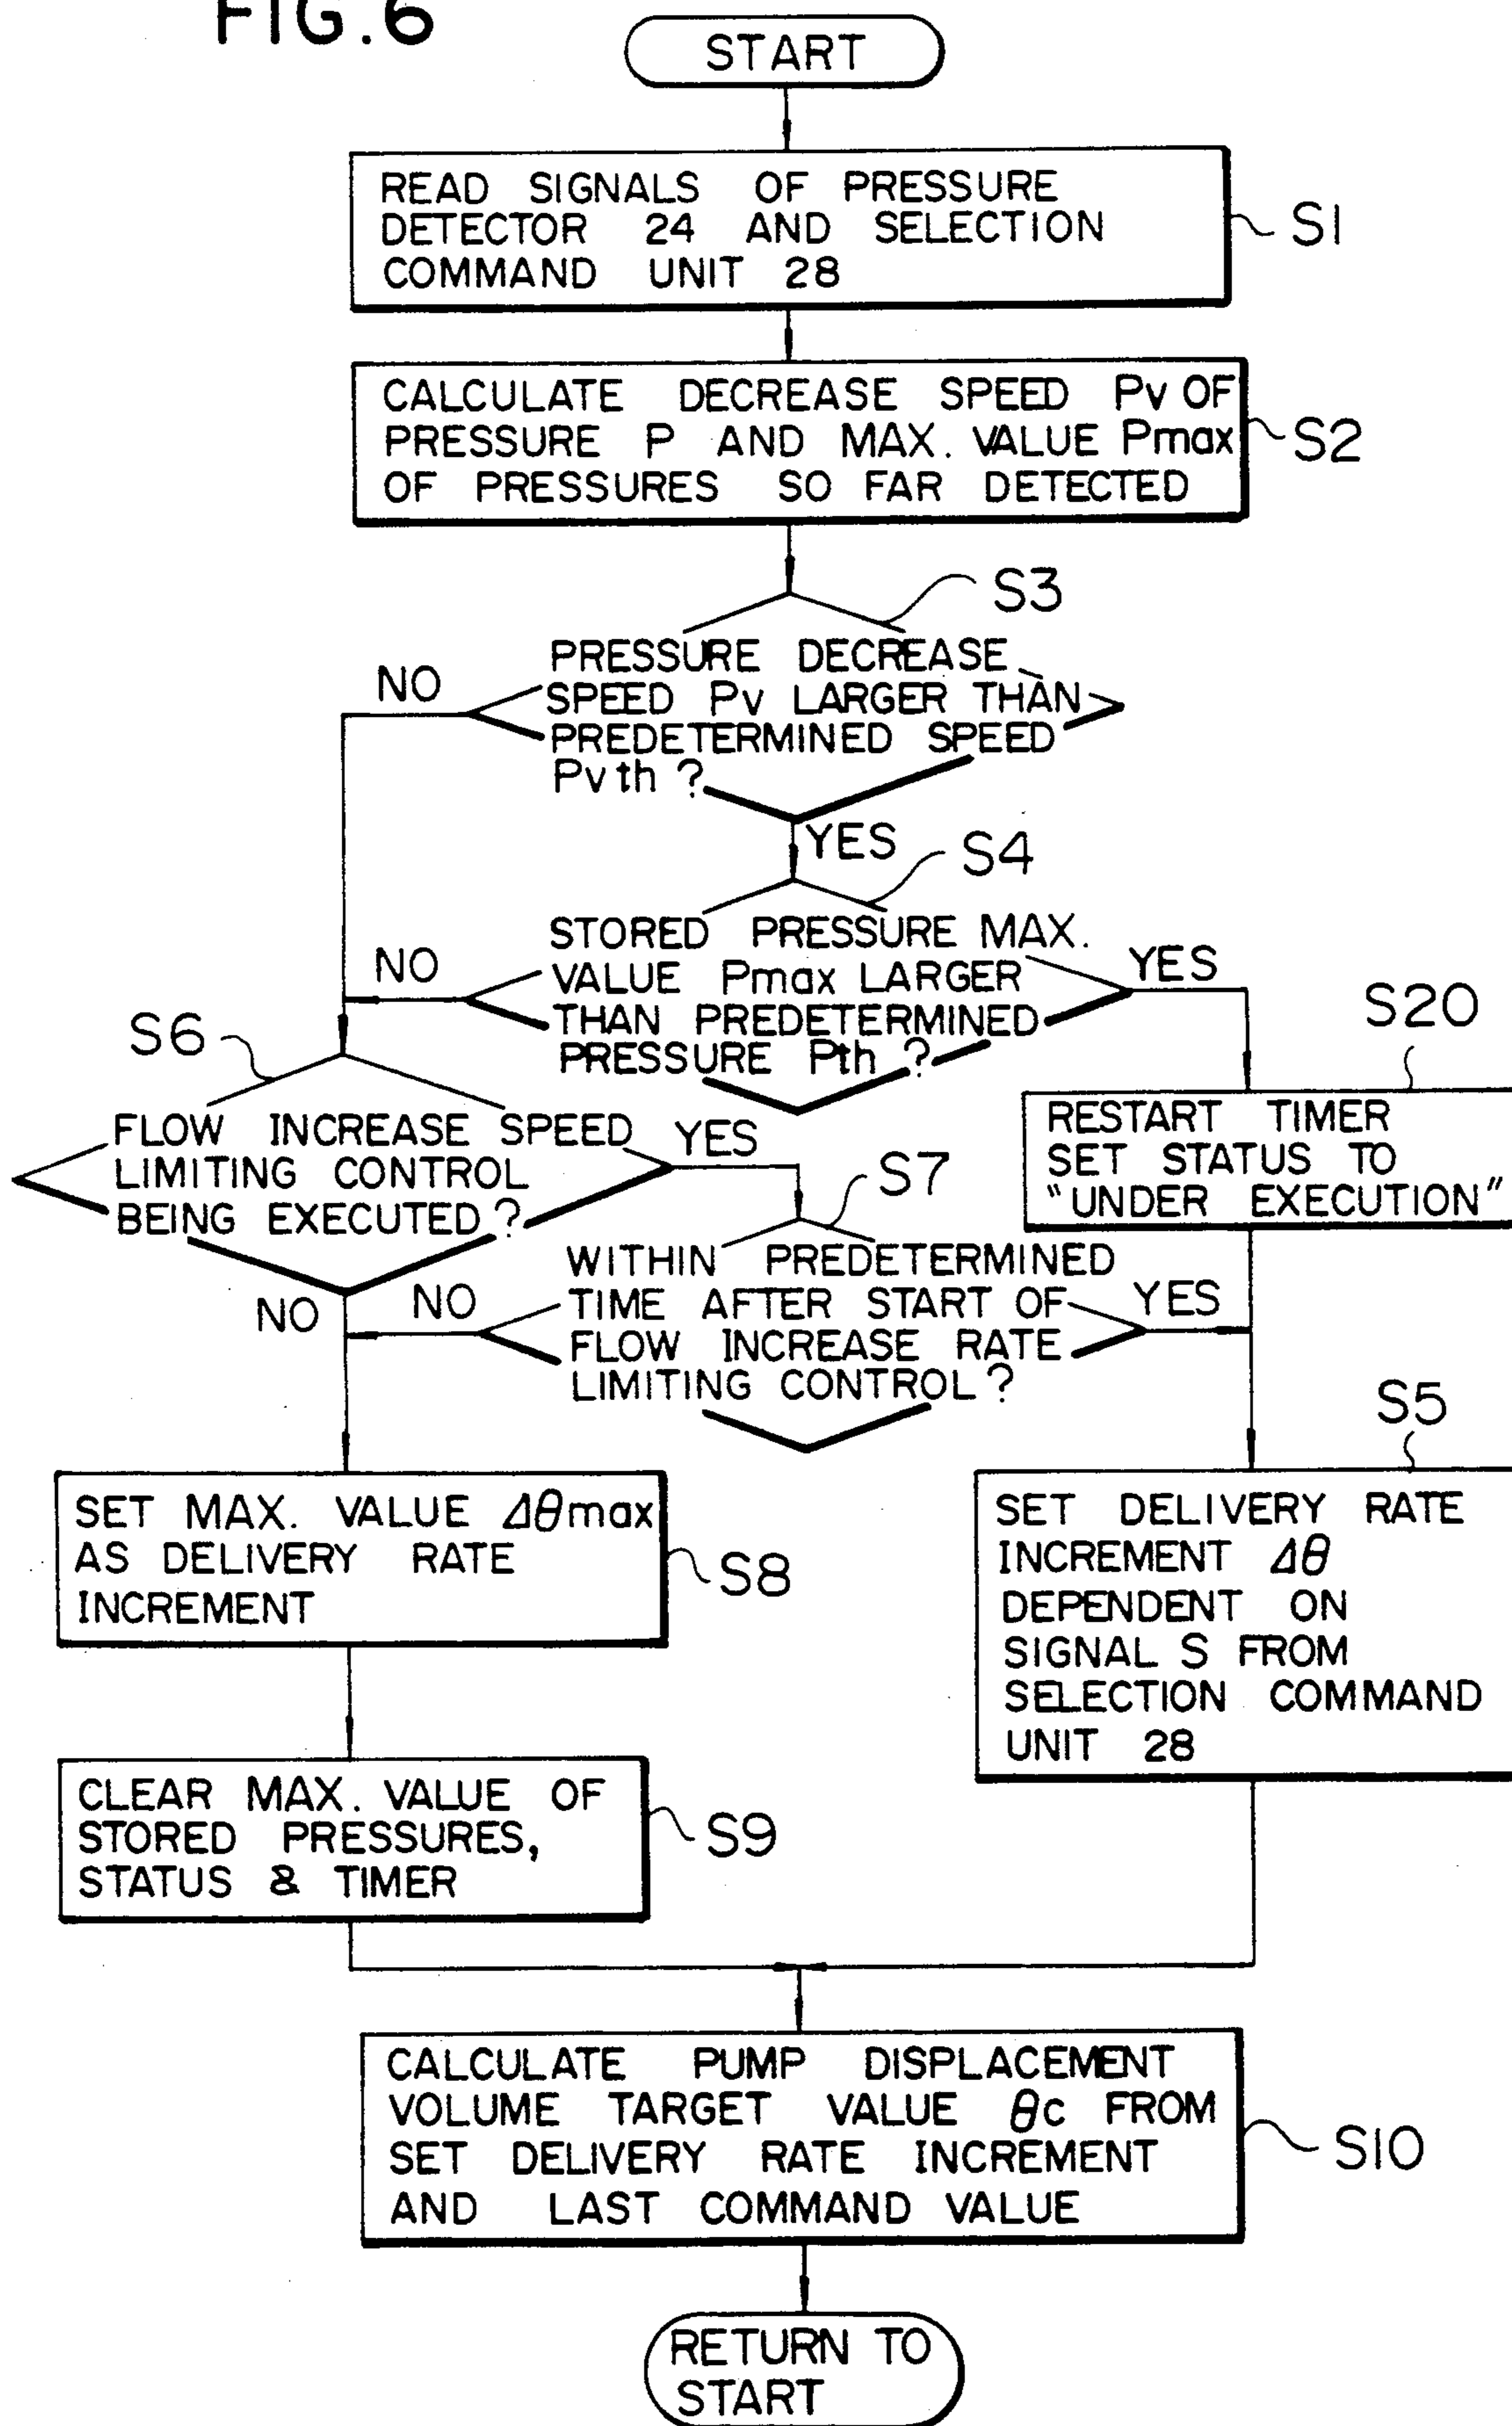 FIG.6
START
READ SIGNALS OF PRESSURE
DETECTOR 24 AND SELECTION
COMMAND UNIT 28
S1
CALCULATE DECREASE SPEED Pv OF
PRESSURE P AND MAX. VALUE Pmax
OF PRESSURES SO FAR DETECTED
S2
S3
PRESSURE DECREASE
SPEED Pv LARGER THAN
PREDETERMINED SPEED
Pvth ?
NO
YES
S4
STORED PRESSURE MAX.
VALUE Pmax LARGER
THAN PREDETERMINED
PRESSURE Pth ?
NO
YES
S20
RESTART TIMER
SET STATUS TO
"UNDER EXECUTION"
S6
FLOW INCREASE SPEED
LIMITING CONTROL
BEING EXECUTED ?
YES
NO
S7
WITHIN PREDETERMINED
TIME AFTER START OF
FLOW INCREASE RATE
LIMITING CONTROL ?
NO
YES
S5
SET DELIVERY RATE
INCREMENT Δθ
DEPENDENT ON
SIGNAL S FROM
SELECTION COMMAND
UNIT 28
SET MAX. VALUE Δθmax
AS DELIVERY RATE
INCREMENT
S8
CLEAR MAX. VALUE OF
STORED PRESSURES,
STATUS & TIMER
S9
CALCULATE PUMP DISPLACEMENT
VOLUME TARGET VALUE θc FROM
SET DELIVERY RATE INCREMENT
AND LAST COMMAND VALUE
S10
RETURN TO
START